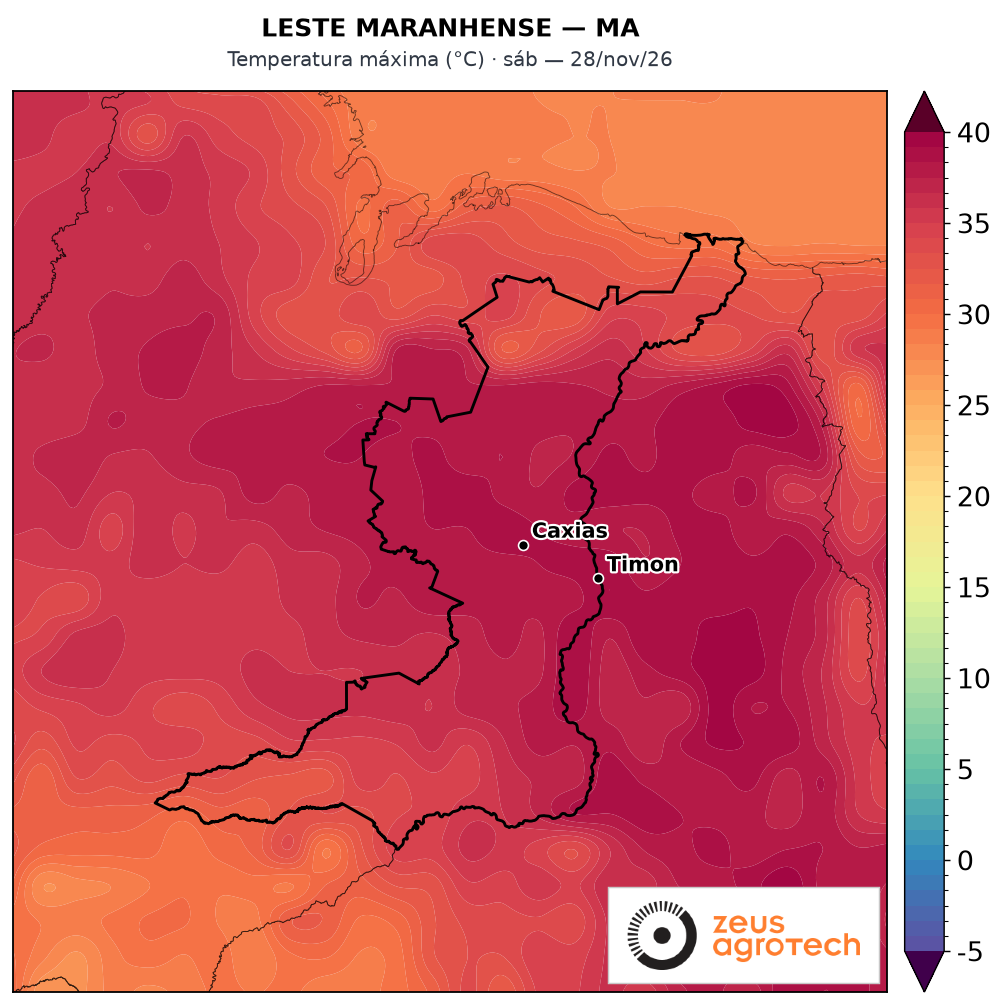 LESTE MARANHENSE — MA
Temperatura máxima (°C) · sáb — 28/nov/26
40
35
30
25
20
15
10
5
0
-5
Caxias
Timon
zeus
agrotech